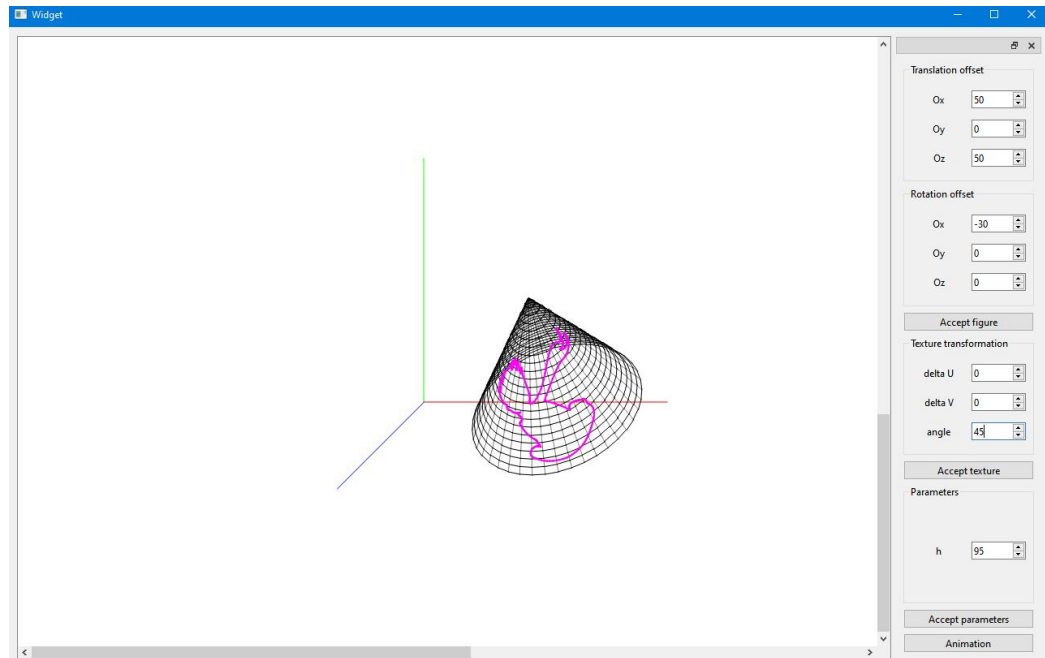 Widget
Translation offset
Ox 50
Oy 0
Oz 50
Rotation offset
Ox -30
Oy 0
Oz 0
Accept figure
Texture transformation
delta U 0
delta V 0
angle 45
Accept texture
Parameters
h 95
Accept parameters
Animation